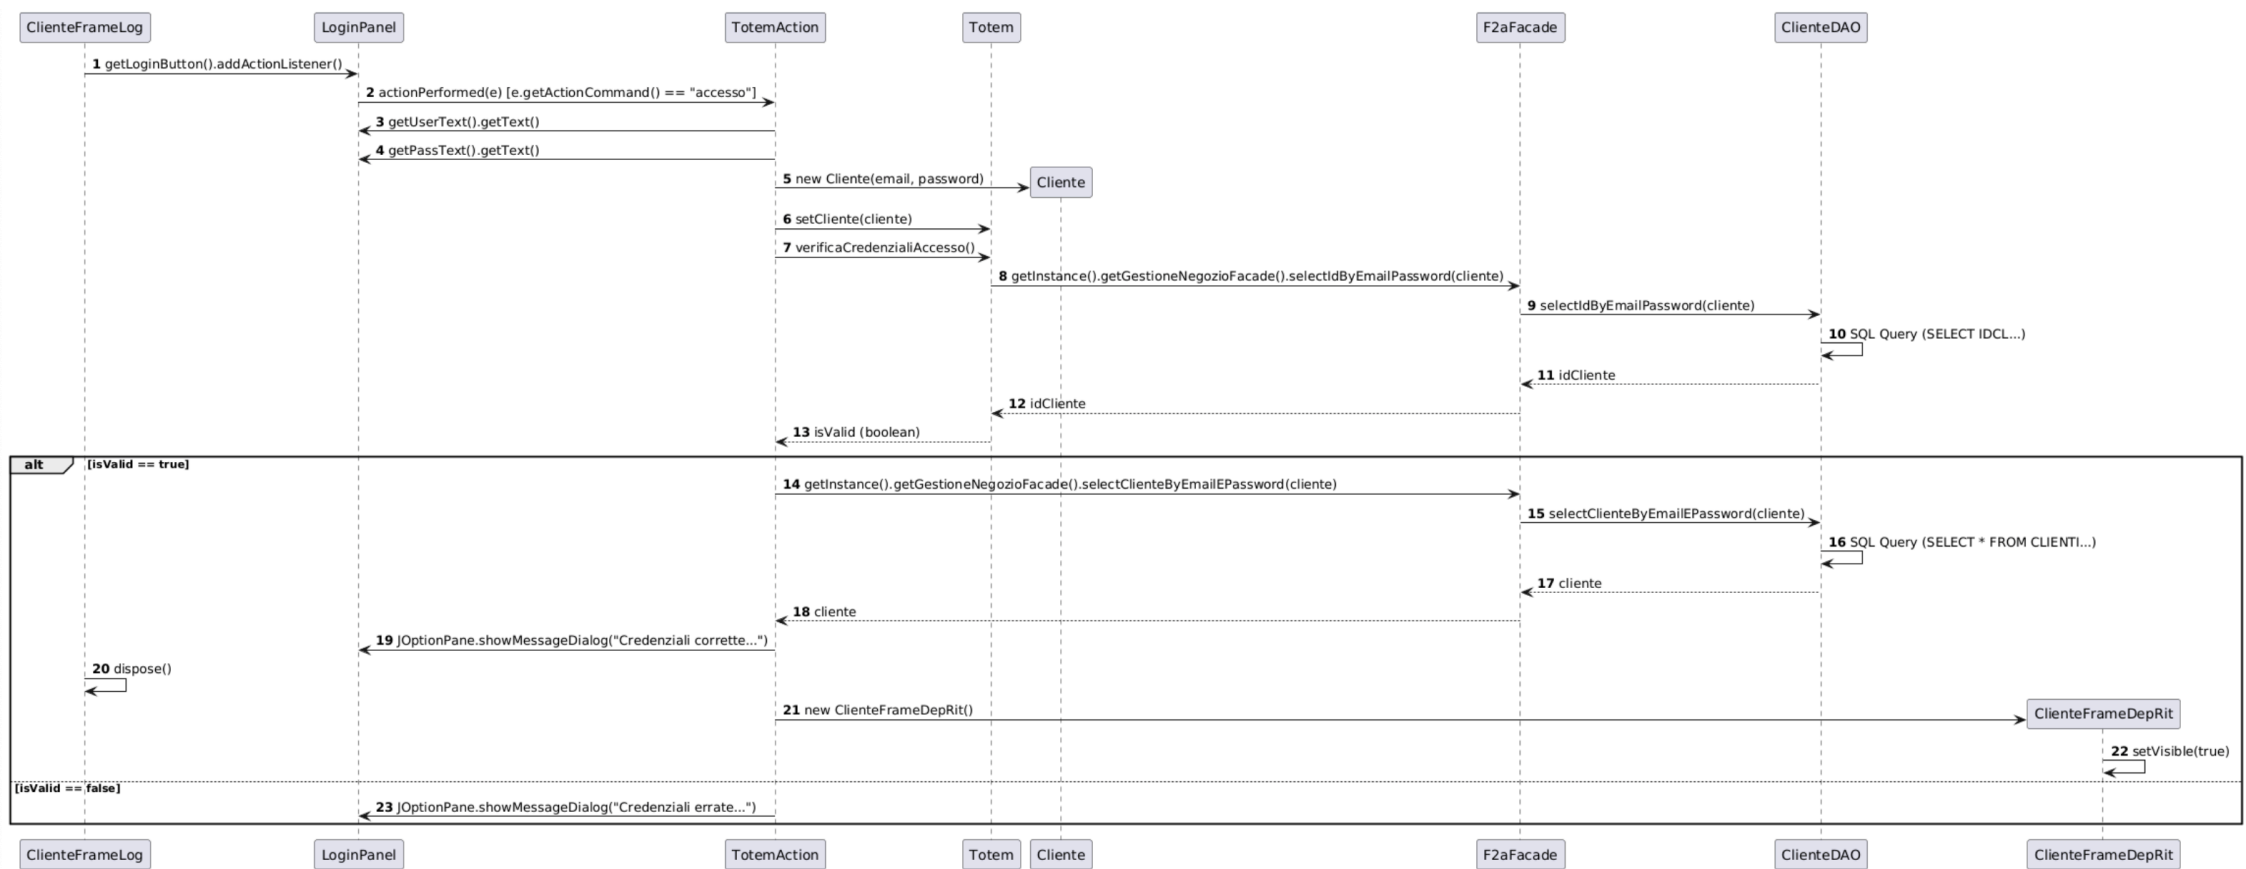 ClienteFrameLog LoginPanel TotemAction Totem F2aFacade ClienteDAO
1 getLoginButton().addActionListener()
2 actionPerformed(e) [e.getActionCommand() == "accesso"]
3 getUserText().getText()
4 getPassText().getText()
5 new Cliente(email, password) Cliente
6 setCliente(cliente)
7 verificaCredenzialiAccesso()
8 getInstance().getGestioneNegozioFacade().selectIdByEmailPassword(cliente)
9 selectIdByEmailPassword(cliente)
10 SQL Query (SELECT IDCL...)
11 idCliente
12 idCliente
13 isValid (boolean)
alt [isValid == true]
14 getInstance().getGestioneNegozioFacade().selectClienteByEmailEPassword(cliente)
15 selectClienteByEmailEPassword(cliente)
16 SQL Query (SELECT * FROM CLIENTI...)
17 cliente
18 cliente
19 JOptionPane.showMessageDialog("Credenziali corrette...")
20 dispose()
21 new ClienteFrameDepRit() ClienteFrameDepRit
22 setVisible(true)
[isValid == false]
23 JOptionPane.showMessageDialog("Credenziali errate...")
ClienteFrameLog LoginPanel TotemAction Totem Cliente F2aFacade ClienteDAO ClienteFrameDepRit